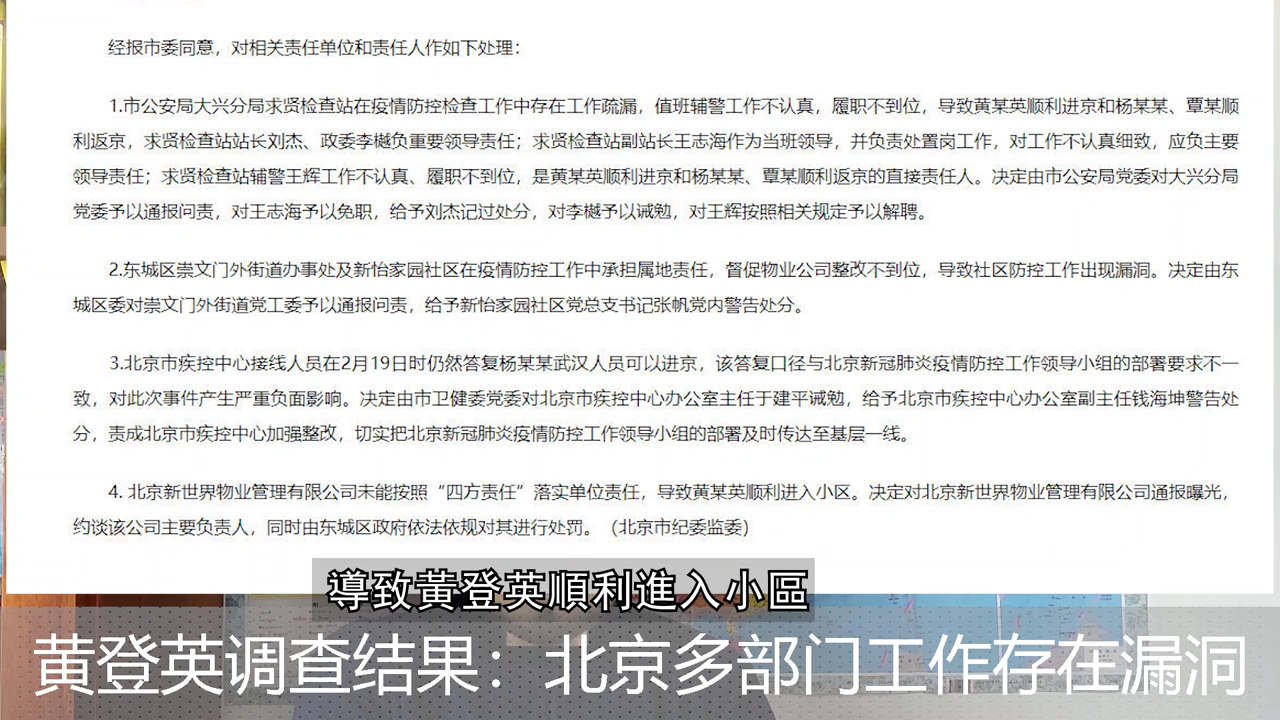 经报市委同意，对相关责任单位和责任人作如下处理：
1.市公安局大兴分局求贤检查站在疫情防控检查工作中存在工作疏漏，值班辅警工作不认真，履职不到位，导致黄某英顺利进京和杨某某、覃某顺
利返京，求贤检查站站长刘杰、政委李樾负重要领导责任；求贤检查站副站长王志海作为当班领导，并负责处置岗工作，对工作不认真细致，应负主要
领导责任；求贤检查站辅警王辉工作不认真、履职不到位，是黄某英顺利进京和杨某某、覃某顺利返京的直接责任人。决定由市公安局党委对大兴分局
党委予以通报问责，对王志海予以免职，给予刘杰记过处分，对李樾予以诫勉，对王辉按照相关规定予以解聘。
2.东城区崇文门外街道办事处及新怡家园社区在疫情防控工作中承担属地责任，督促物业公司整改不到位，导致社区防控工作出现漏洞。决定由东
城区委对崇文门外街道党工委予以通报问责，给予新怡家园社区党总支书记张帆党内警告处分。
3.北京市疾控中心接线人员在2月19日时仍然答复杨某某武汉人员可以进京，该答复口径与北京新冠肺炎疫情防控工作领导小组的部署要求不一
致，对此次事件产生严重负面影响。决定由市卫健委党委对北京市疾控中心办公室主任于建平诫勉，给予北京市疾控中心办公室副主任钱海坤警告处
分，责成北京市疾控中心加强整改，切实把北京新冠肺炎疫情防控工作领导小组的部署及时传达至基层一线。
4. 北京新世界物业管理有限公司未能按照“四方责任”落实单位责任，导致黄某英顺利进入小区。决定对北京新世界物业管理有限公司通报曝光，
约谈该公司主要负责人，同时由东城区政府依法依规对其进行处罚。（北京市纪委监委）
導致黃登英順利進入小區
黄登英调查结果：北京多部门工作存在漏洞